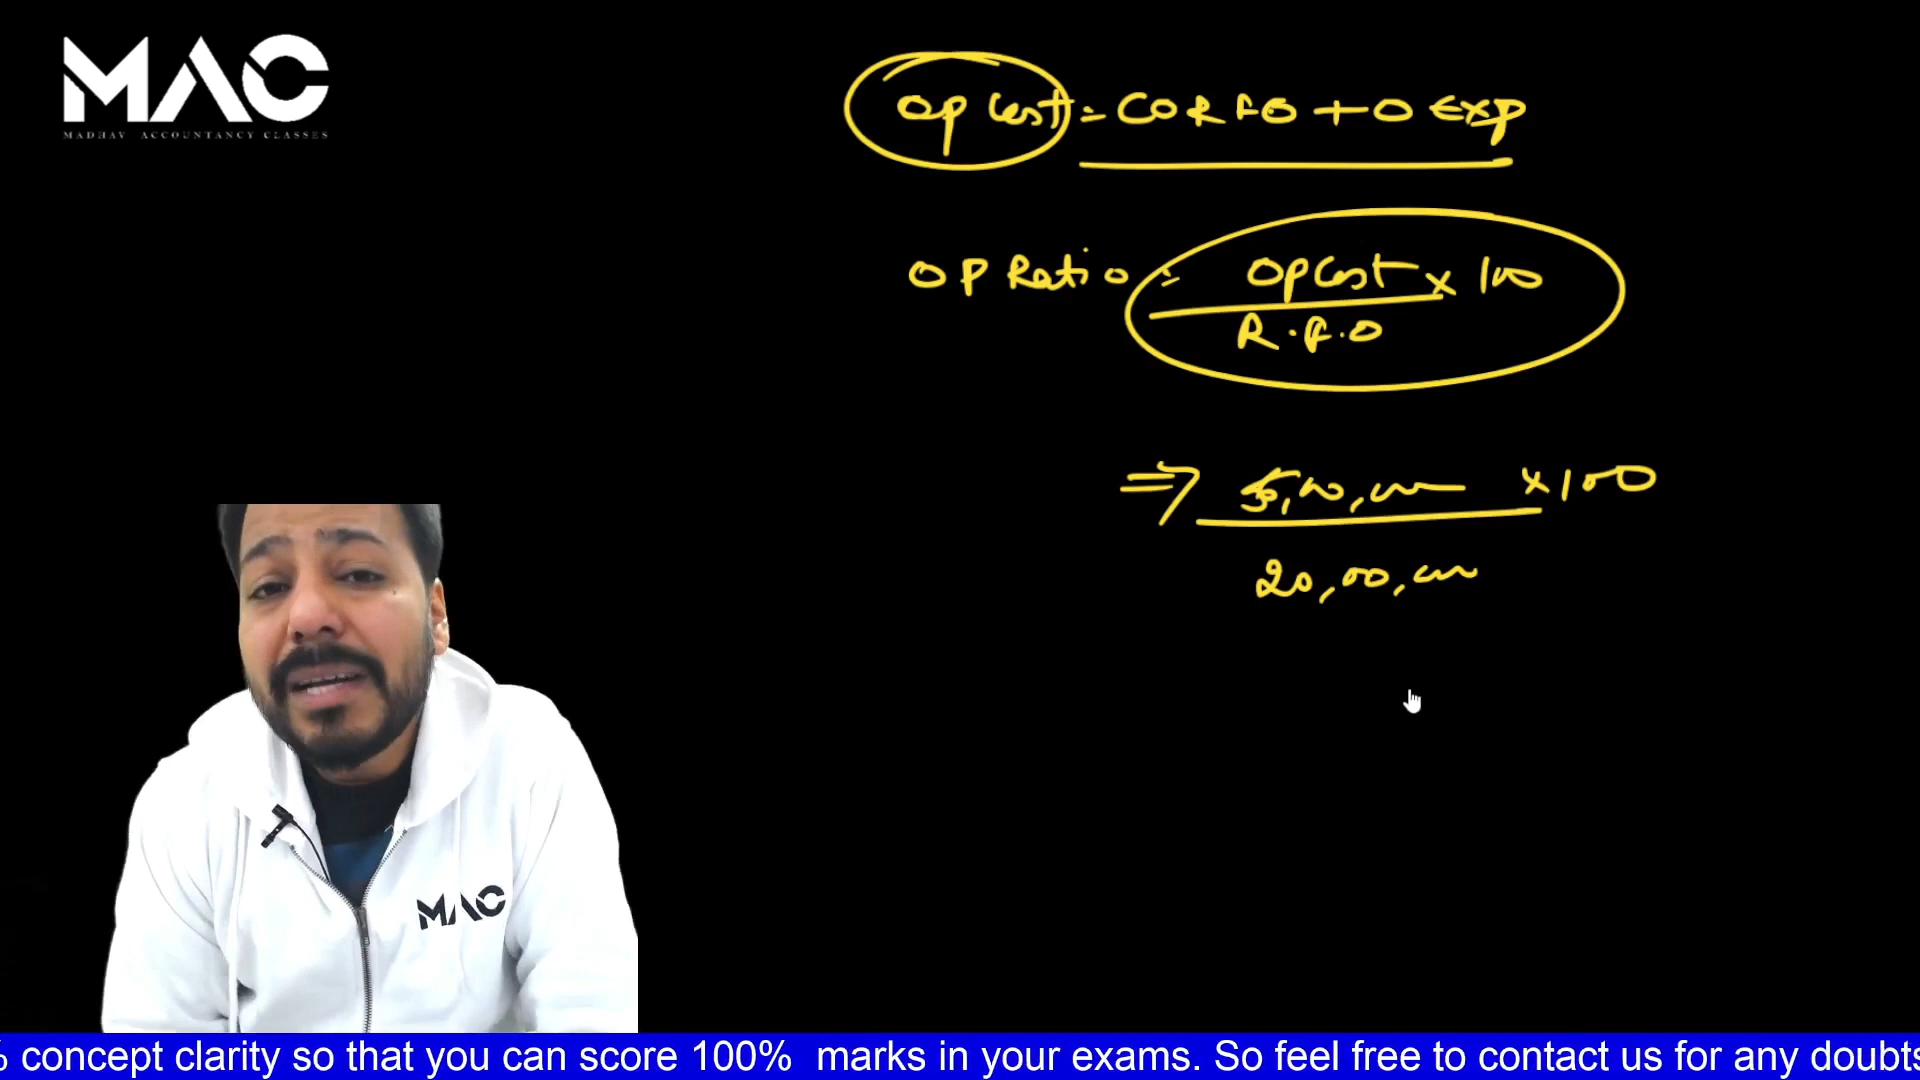 MAC
MADHAV ACCOUNTANCY CLASSES
Op Cost = CORFO + O Exp
OP Ratio = Op Cost x 100
R.F.O
⇒ 5,00,000 x 100
20,00,000
MAC
% concept clarity so that you can score 100% marks in your exams. So feel free to contact us for any doubts